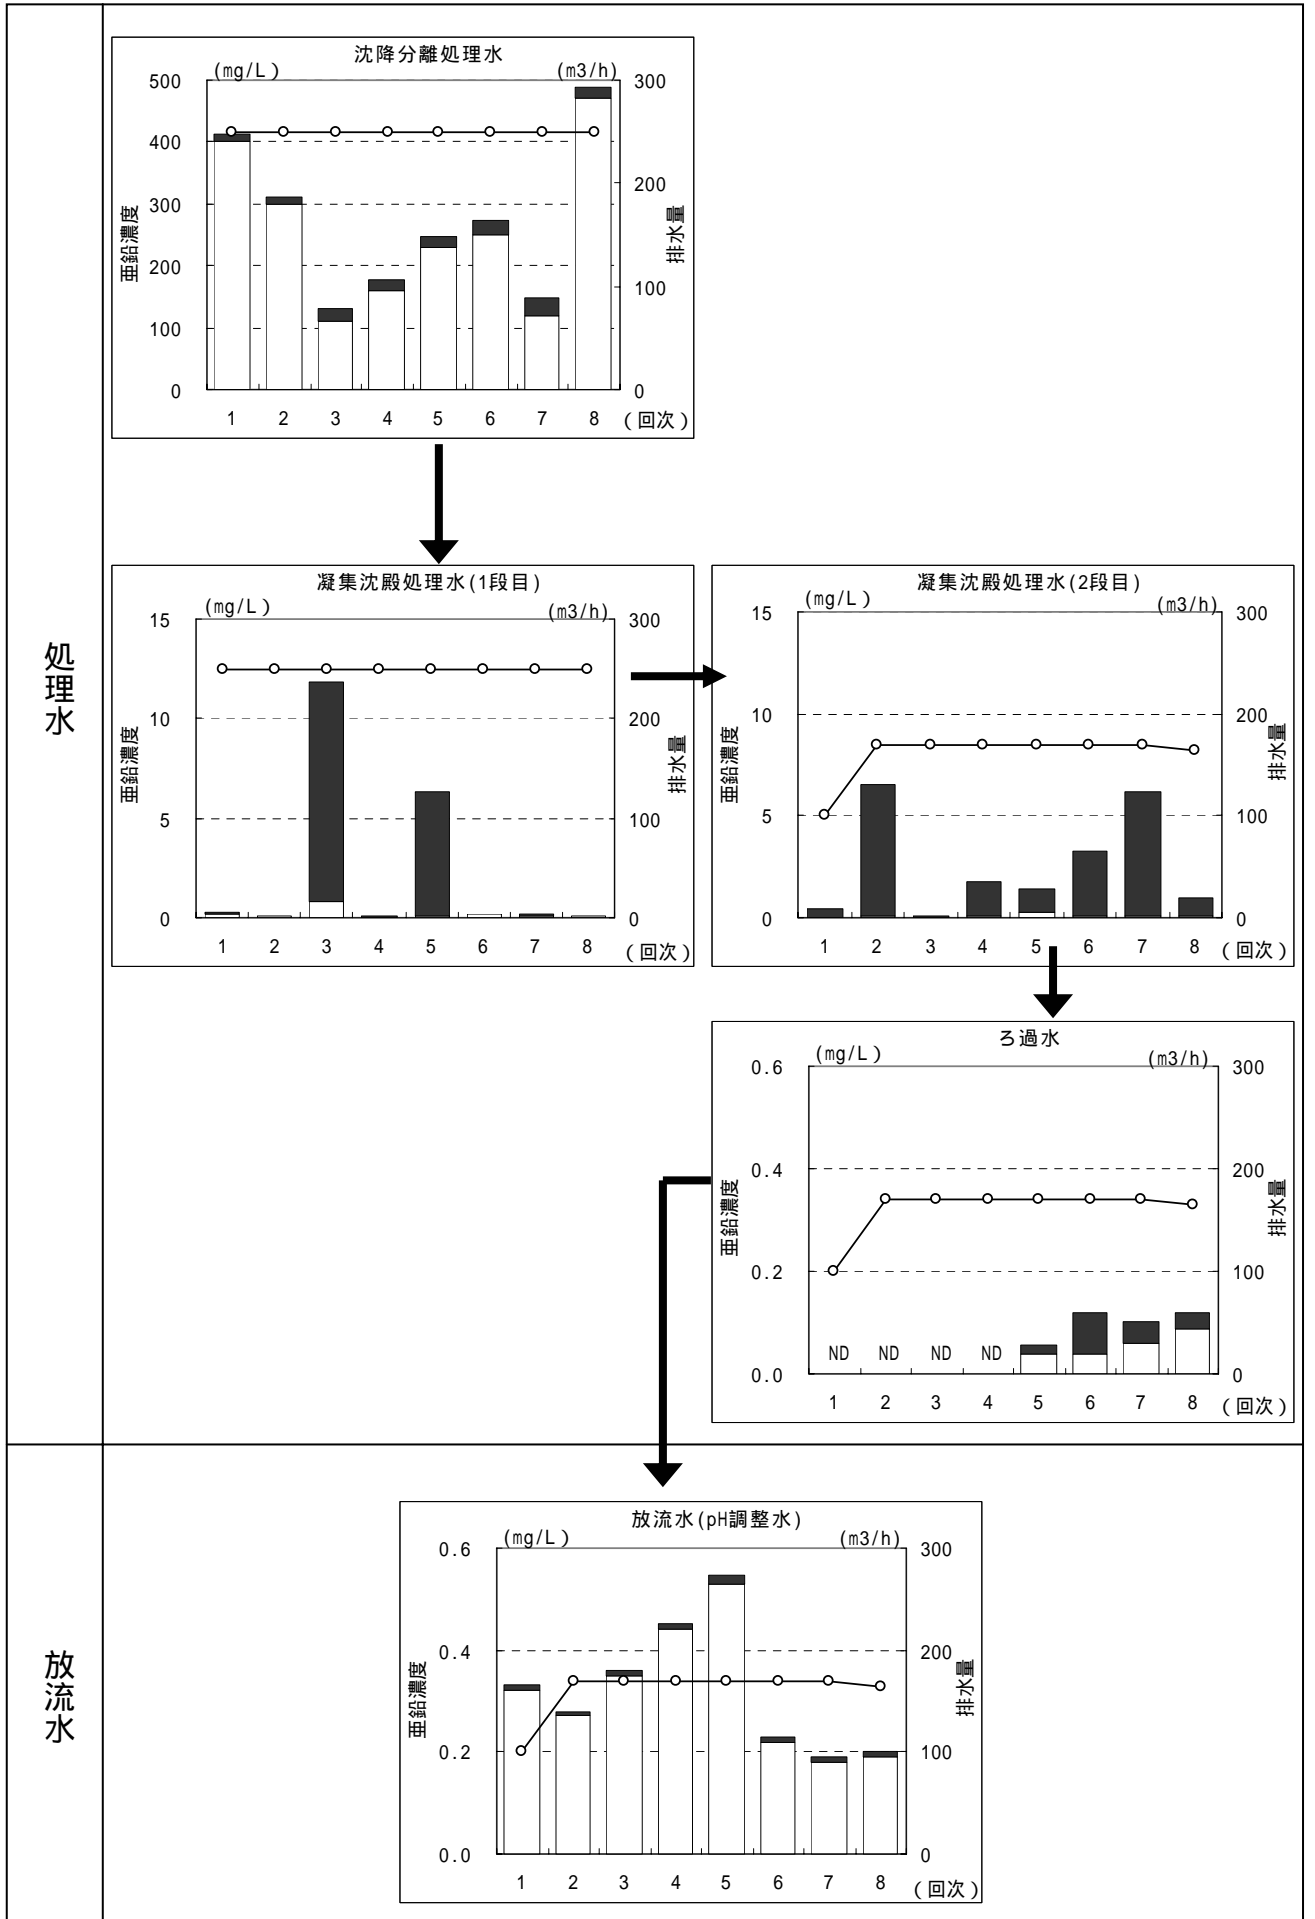 処理水
沈降分離処理水
(mg/L)
(m3/h)
500
400
300
200
100
0
亜鉛濃度
300
200
100
0
排水量
1 2 3 4 5 6 7 8 (回次)
凝集沈殿処理水(1段目)
(mg/L)
(m3/h)
15
10
5
0
亜鉛濃度
300
200
100
0
排水量
1 2 3 4 5 6 7 8 (回次)
凝集沈殿処理水(2段目)
(mg/L)
(m3/h)
15
10
5
0
亜鉛濃度
300
200
100
0
排水量
1 2 3 4 5 6 7 8 (回次)
ろ過水
(mg/L)
(m3/h)
0.6
0.4
0.2
0.0
亜鉛濃度
300
200
100
0
排水量
ND ND ND ND
1 2 3 4 5 6 7 8 (回次)
放流水
放流水(pH調整水)
(mg/L)
(m3/h)
0.6
0.4
0.2
0.0
亜鉛濃度
300
200
100
0
排水量
1 2 3 4 5 6 7 8 (回次)